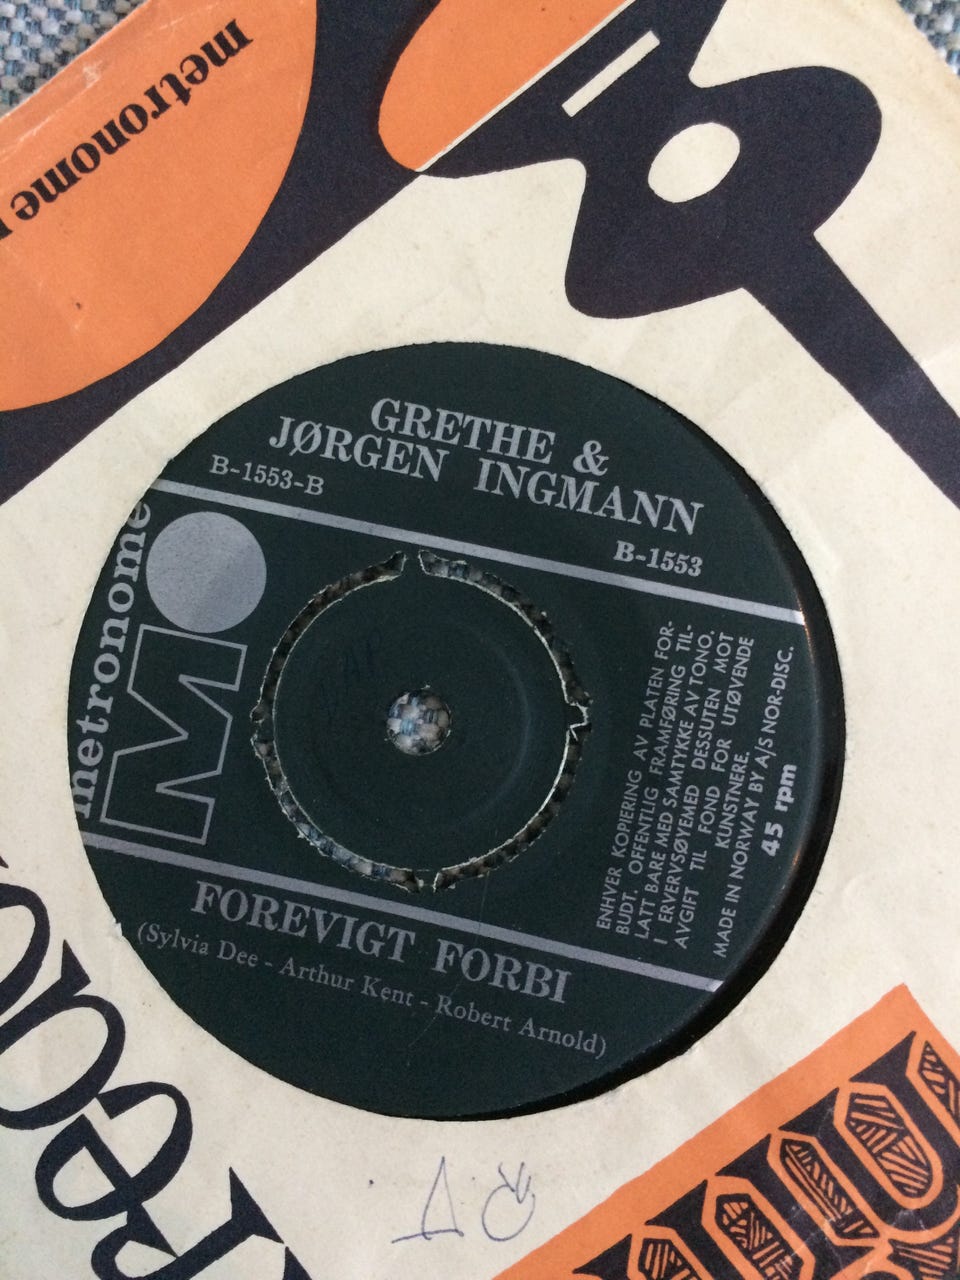 metronome
GRETHE &
JØRGEN INGMANN
B-1553-B
B-1553
metronome
M
ENHVER KOPIERING AV PLATEN FOR-
BUDT. OFFENTLIG FRAMFØRING TIL-
LATT BARE MED SAMTYKKE AV TONO.
I ERVERVSØYEMED DESSUTEN MOT
AVGIFT TIL FOND FOR UTØVENDE
KUNSTNERE.
MADE IN NORWAY BY A/S NOR-DISC.
45 rpm
FOREVIGT FORBI
(Sylvia Dee - Arthur Kent - Robert Arnold)